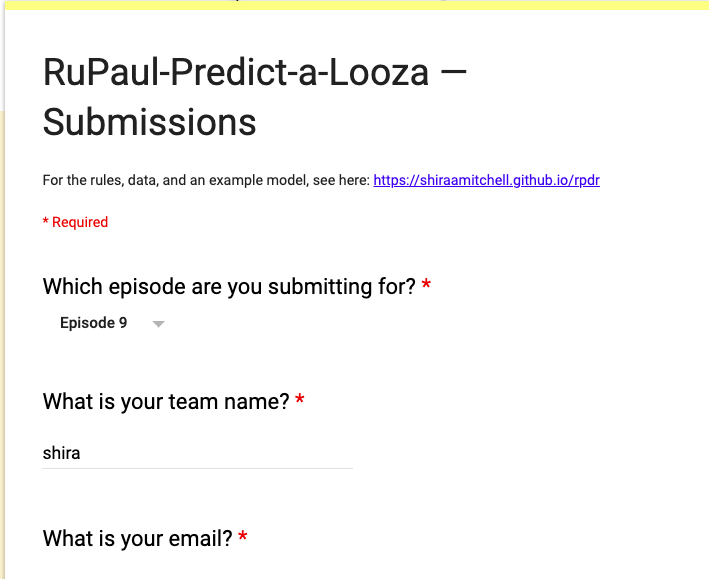 RuPaul-Predict-a-Looza —
Submissions
For the rules, data, and an example model, see here: https://shiraamitchell.github.io/rpdr
* Required
Which episode are you submitting for? *
Episode 9
What is your team name? *
shira
What is your email? *